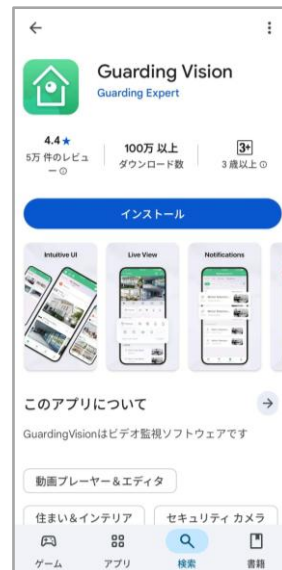 Guarding Vision
Guarding Expert
4.4★
5万 件のレビュー
100万 以上
ダウンロード数
3+
3 歳以上
インストール
Intuitive UI
Live View
Notifications
このアプリについて
GuardingVisionはビデオ監視ソフトウェアです
動画プレーヤー&エディタ
住まい&インテリア
セキュリティ カメラ
ゲーム
アプリ
検索
書籍